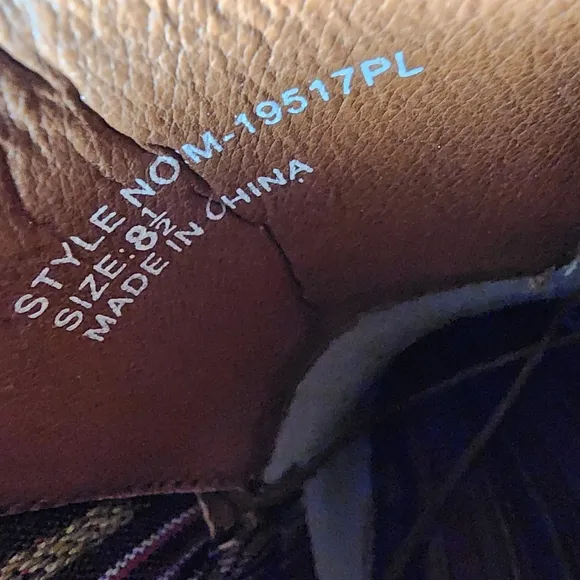 STYLE NO M-19517PL
SIZE: 8½
MADE IN CHINA